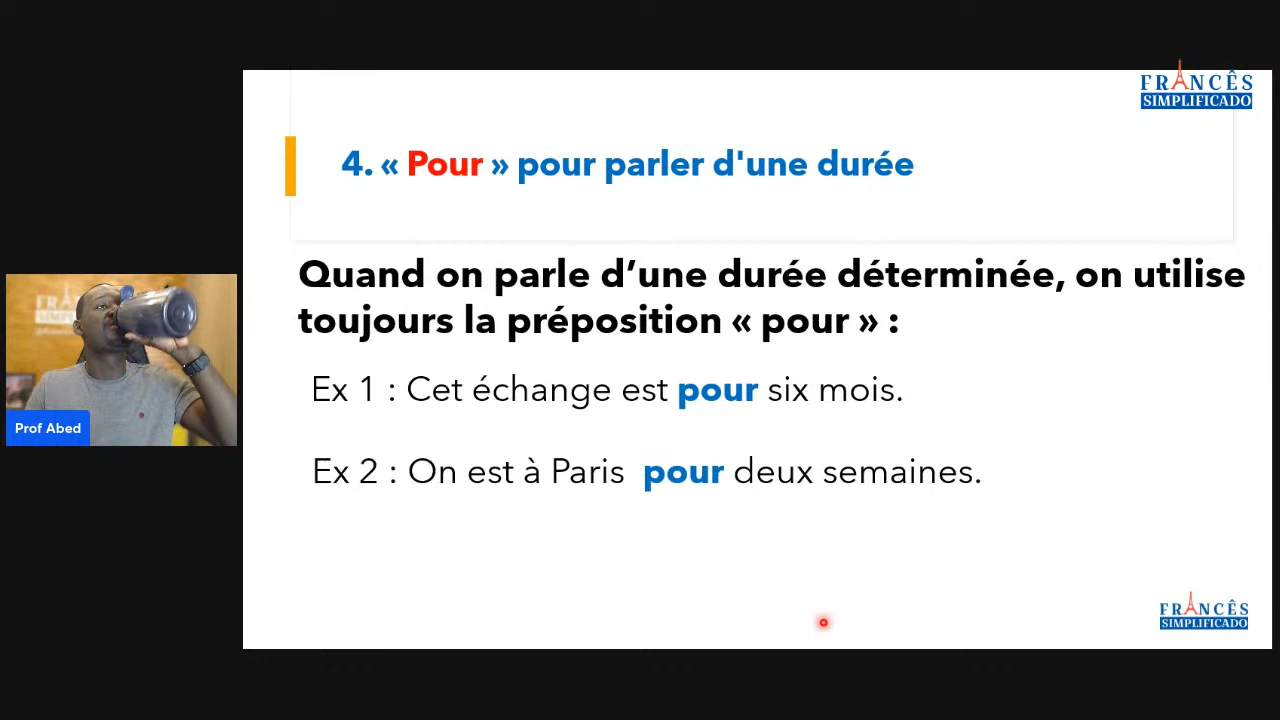 FRANCÊS
SIMPLIFICADO
4. « Pour » pour parler d'une durée
Quand on parle d’une durée déterminée, on utilise
toujours la préposition « pour » :
Ex 1 : Cet échange est pour six mois.
Ex 2 : On est à Paris pour deux semaines.
Prof Abed
FRANCÊS
SIMPLIFICADO